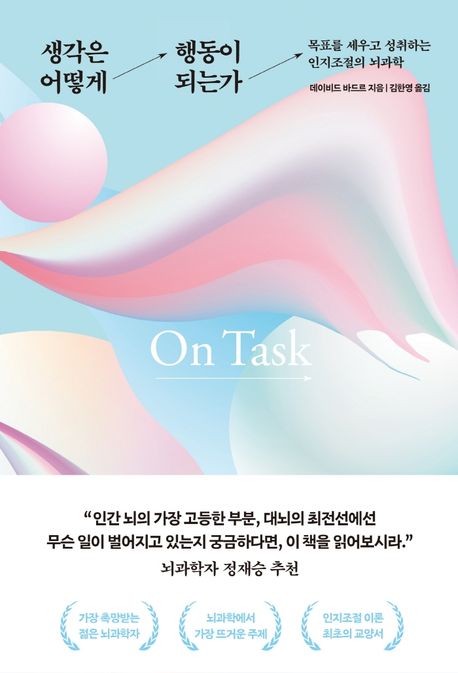 생각은
어떻게
행동이
되는가
목표를 세우고 성취하는
인지조절의 뇌과학
데이비드 바드르 지음 | 김한영 옮김
On Task
“인간 뇌의 가장 고등한 부분, 대뇌의 최전선에선
무슨 일이 벌어지고 있는지 궁금하다면, 이 책을 읽어보시라.”
뇌과학자 정재승 추천
가장 촉망받는
젊은 뇌과학자
뇌과학에서
가장 뜨거운 주제
인지조절 이론
최초의 교양서